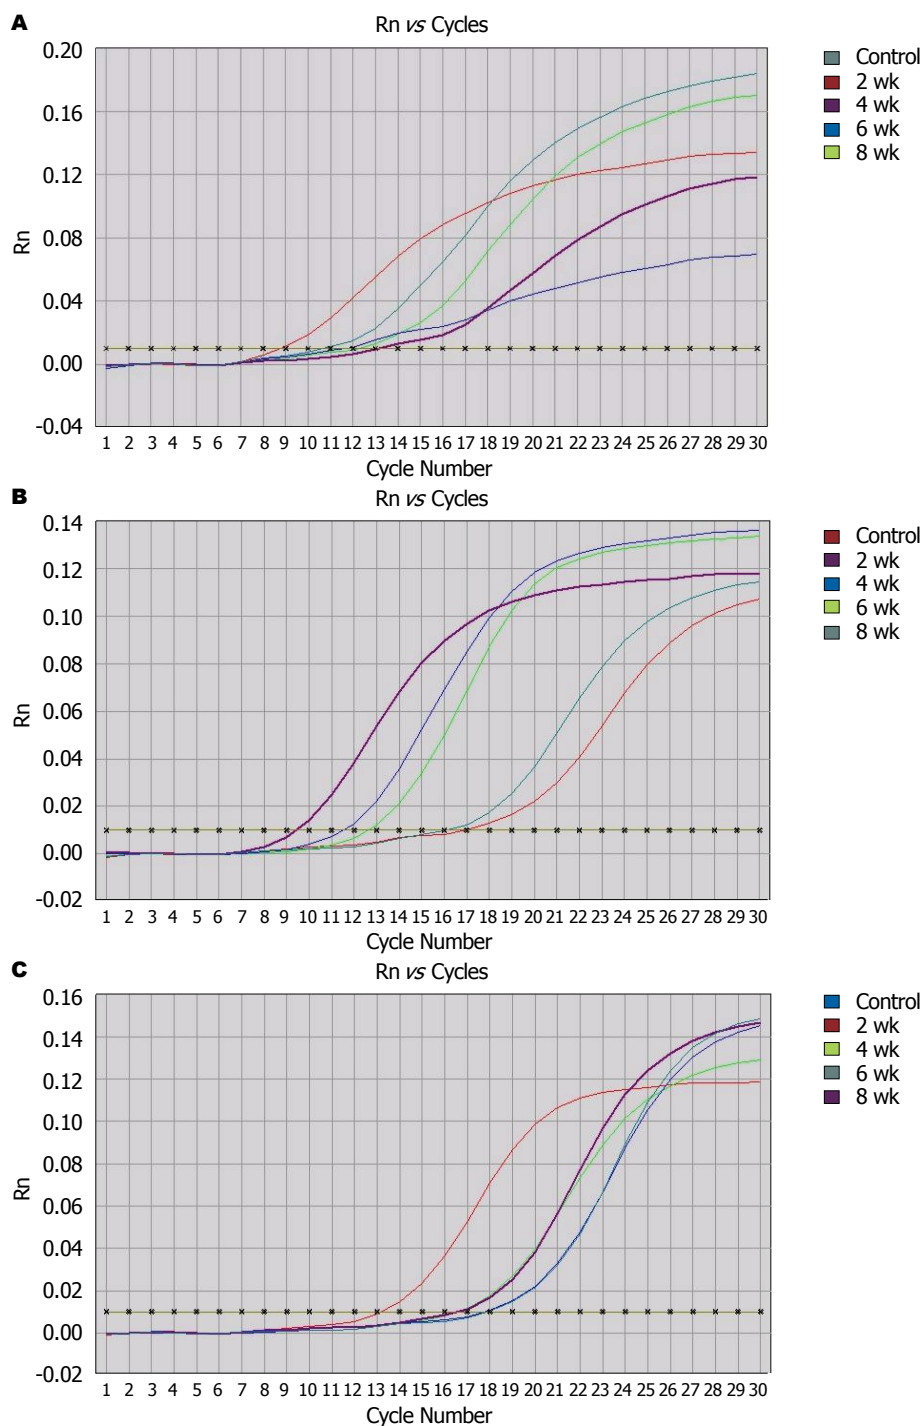 A
Rn vs Cycles
0.20
0.16
0.12
0.08
0.04
0.00
-0.04
Rn
1 2 3 4 5 6 7 8 9 10 11 12 13 14 15 16 17 18 19 20 21 22 23 24 25 26 27 28 29 30
Cycle Number
Control
2 wk
4 wk
6 wk
8 wk
B
Rn vs Cycles
0.14
0.12
0.10
0.08
0.06
0.04
0.02
0.00
-0.02
Rn
1 2 3 4 5 6 7 8 9 10 11 12 13 14 15 16 17 18 19 20 21 22 23 24 25 26 27 28 29 30
Cycle Number
Control
2 wk
4 wk
6 wk
8 wk
C
Rn vs Cycles
0.16
0.14
0.12
0.10
0.08
0.06
0.04
0.02
0.00
-0.02
Rn
1 2 3 4 5 6 7 8 9 10 11 12 13 14 15 16 17 18 19 20 21 22 23 24 25 26 27 28 29 30
Cycle Number
Control
2 wk
4 wk
6 wk
8 wk